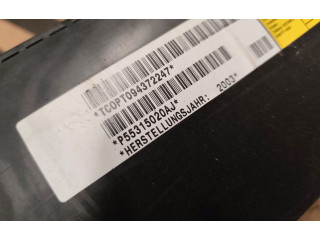 *TCOPT094372247*
*P55315020AJ*
*HERSTELLUNGSJAHR: 2003*